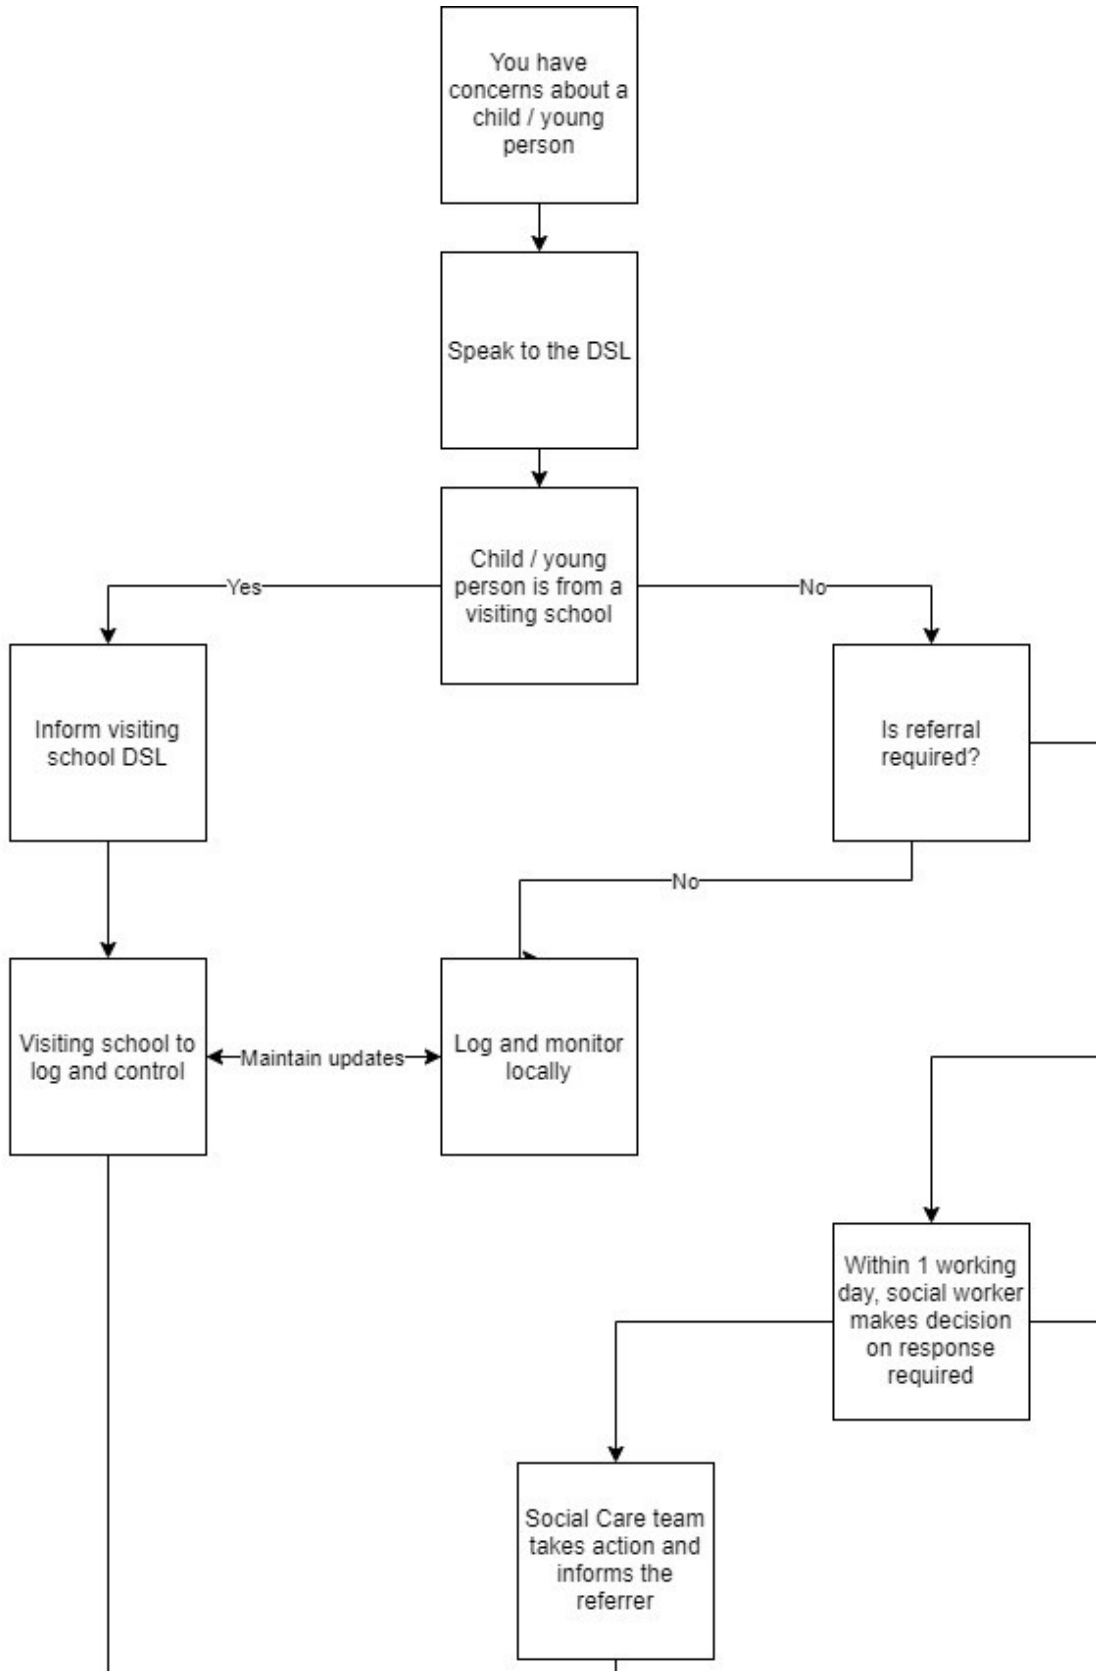 You have
concerns about a
child / young
person
Speak to the DSL
Child / young
person is from a
visiting school
Yes
No
Inform visiting
school DSL
Is referral
required?
No
Visiting school to
log and control
Maintain updates
Log and monitor
locally
Within 1 working
day, social worker
makes decision
on response
required
Social Care team
takes action and
informs the
referrer